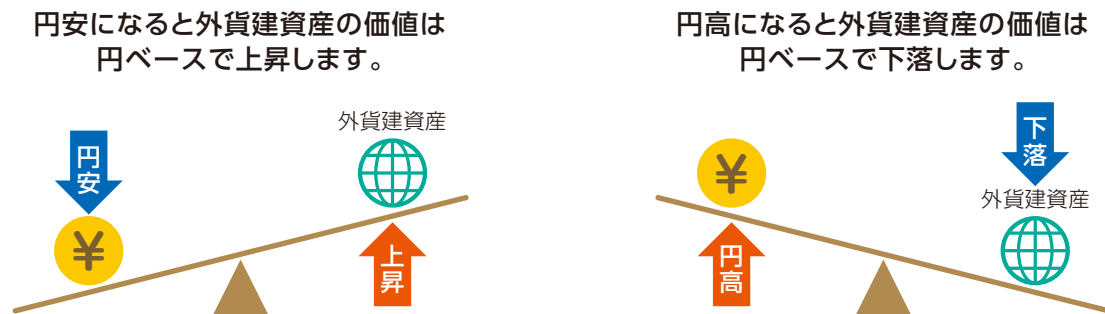 円安になると外貨建資産の価値は
円ベースで上昇します。
外貨建資産
円安
¥
上昇
円高になると外貨建資産の価値は
円ベースで下落します。
下落
¥
外貨建資産
円高